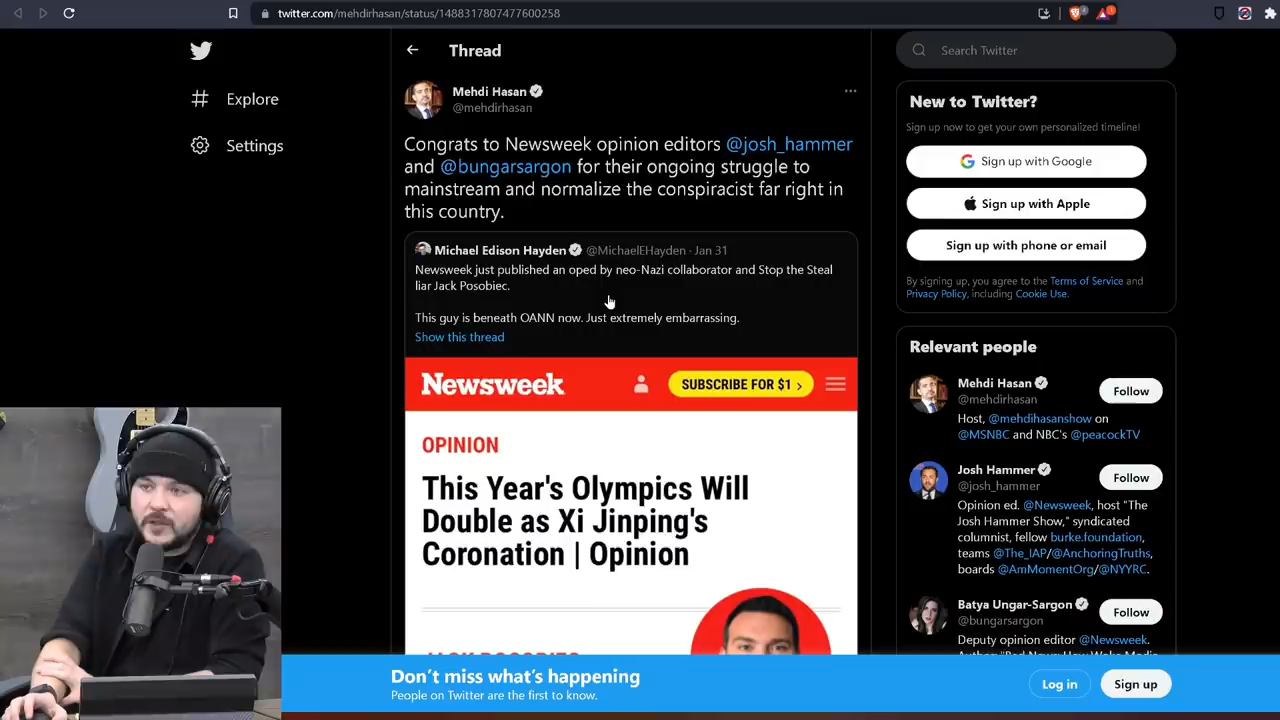 twitter.com/mehdirhasan/status/1488317807477600258
Explore
Settings
Thread
Mehdi Hasan
@mehdirhasan
Congrats to Newsweek opinion editors @josh_hammer
and @bungarsargon for their ongoing struggle to
mainstream and normalize the conspiracist far right in
this country.
Michael Edison Hayden @MichaelEHayden · Jan 31
Newsweek just published an oped by neo-Nazi collaborator and Stop the Steal
liar Jack Posobiec.
This guy is beneath OANN now. Just extremely embarrassing.
Show this thread
Newsweek
SUBSCRIBE FOR $1 >
OPINION
This Year's Olympics Will
Double as Xi Jinping's
Coronation | Opinion
JACK POSOBIEC
Search Twitter
New to Twitter?
Sign up now to get your own personalized timeline!
Sign up with Google
Sign up with Apple
Sign up with phone or email
By signing up, you agree to the Terms of Service and
Privacy Policy, including Cookie Use.
Relevant people
Mehdi Hasan
@mehdirhasan
Follow
Host, @mehdihasanshow on
@MSNBC and NBC's @peacockTV
Josh Hammer
@josh_hammer
Follow
Opinion ed. @Newsweek, host "The
Josh Hammer Show," syndicated
columnist, fellow burke.foundation,
teams @The_IAP/@AnchoringTruths,
boards @AmMomentOrg/@NYYRC.
Batya Ungar-Sargon
@bungarsargon
Follow
Deputy opinion editor @Newsweek.
Author "Bad News: How Woke Media
Don't miss what's happening
People on Twitter are the first to know.
Log in
Sign up